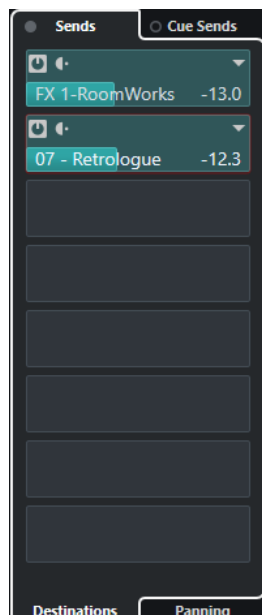 Sends Cue Sends
FX 1-RoomWorks -13.0
07 - Retrologue -12.3
Destinations Panning